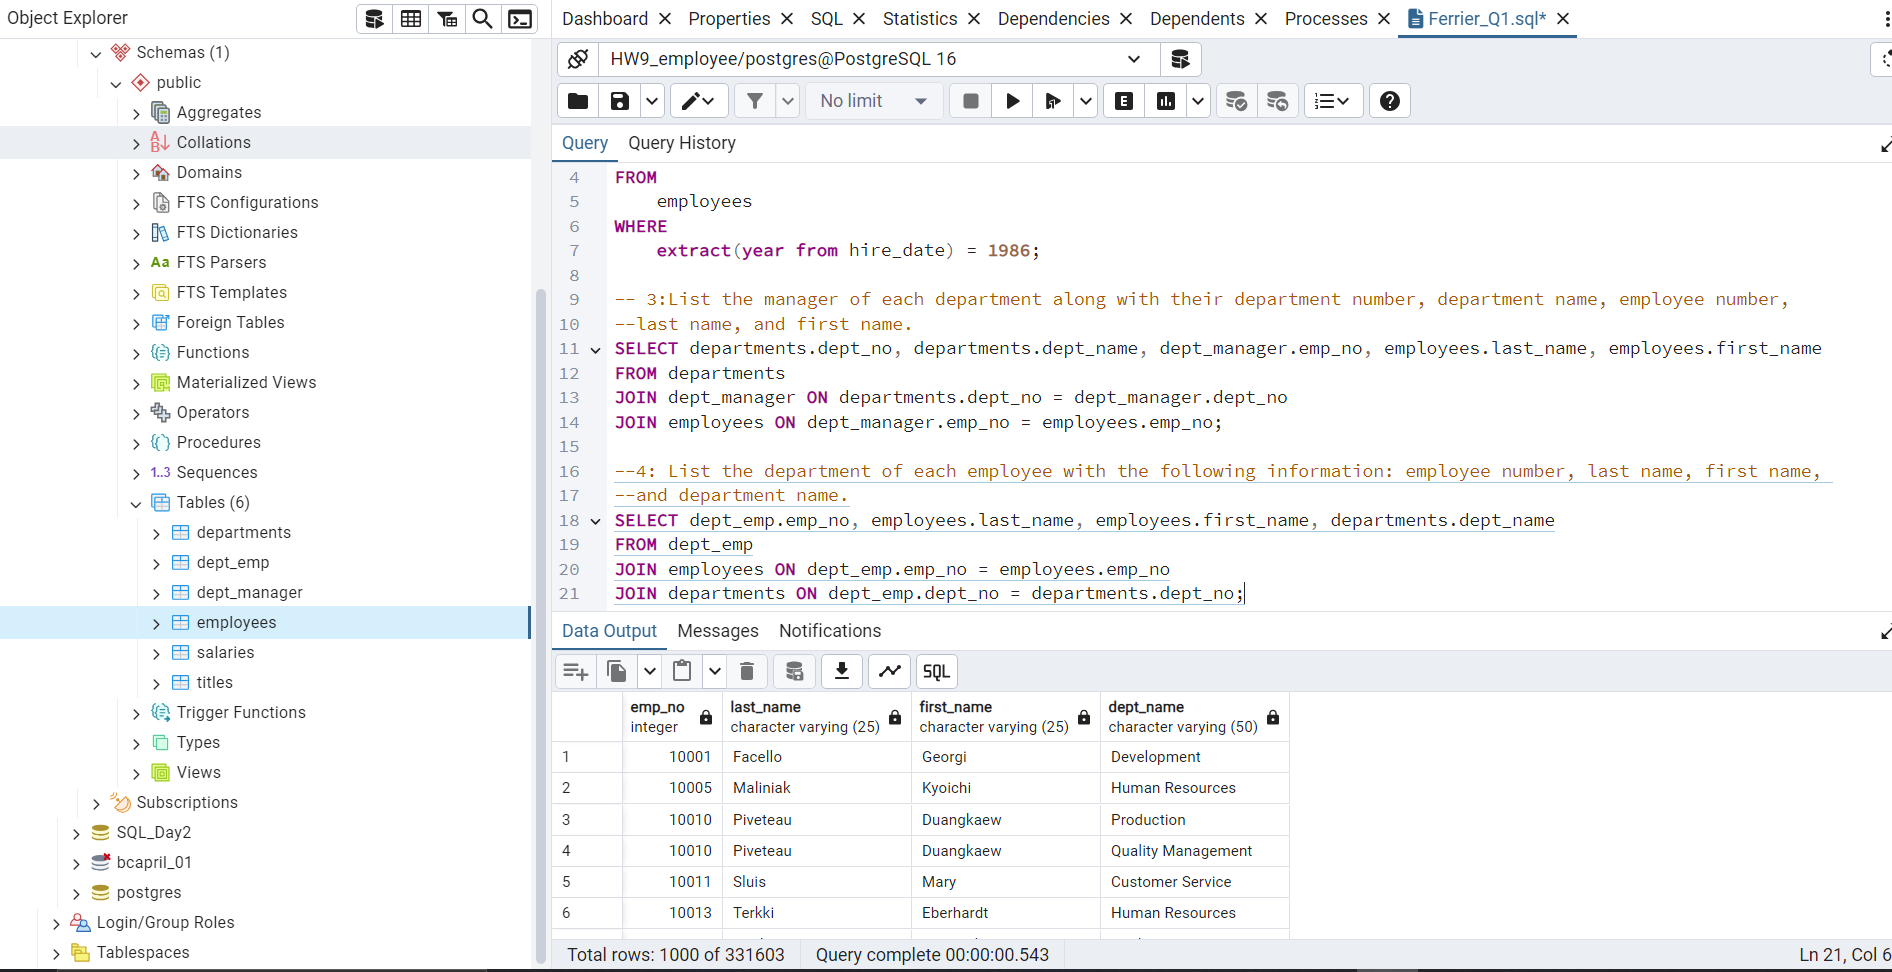 Object Explorer
Schemas (1)
public
Aggregates
Collations
Domains
FTS Configurations
FTS Dictionaries
Aa FTS Parsers
FTS Templates
Foreign Tables
Functions
Materialized Views
Operators
Procedures
1..3 Sequences
Tables (6)
departments
dept_emp
dept_manager
employees
salaries
titles
Trigger Functions
Types
Views
Subscriptions
SQL_Day2
bcapril_01
postgres
Login/Group Roles
Tablespaces
Dashboard Properties SQL Statistics Dependencies Dependents Processes Ferrier_Q1.sql*
HW9_employee/postgres@PostgreSQL 16
No limit E
Query Query History
4 FROM
5 employees
6 WHERE
7 extract(year from hire_date) = 1986;
8
9 -- 3:List the manager of each department along with their department number, department name, employee number,
10 --last name, and first name.
11 SELECT departments.dept_no, departments.dept_name, dept_manager.emp_no, employees.last_name, employees.first_name
12 FROM departments
13 JOIN dept_manager ON departments.dept_no = dept_manager.dept_no
14 JOIN employees ON dept_manager.emp_no = employees.emp_no;
15
16 --4: List the department of each employee with the following information: employee number, last name, first name,
17 --and department name.
18 SELECT dept_emp.emp_no, employees.last_name, employees.first_name, departments.dept_name
19 FROM dept_emp
20 JOIN employees ON dept_emp.emp_no = employees.emp_no
21 JOIN departments ON dept_emp.dept_no = departments.dept_no;
Data Output Messages Notifications
SQL
emp_no last_name first_name dept_name
integer character varying (25) character varying (25) character varying (50)
1 10001 Facello Georgi Development
2 10005 Maliniak Kyoichi Human Resources
3 10010 Piveteau Duangkaew Production
4 10010 Piveteau Duangkaew Quality Management
5 10011 Sluis Mary Customer Service
6 10013 Terkki Eberhardt Human Resources
Total rows: 1000 of 331603 Query complete 00:00:00.543 Ln 21, Col 6